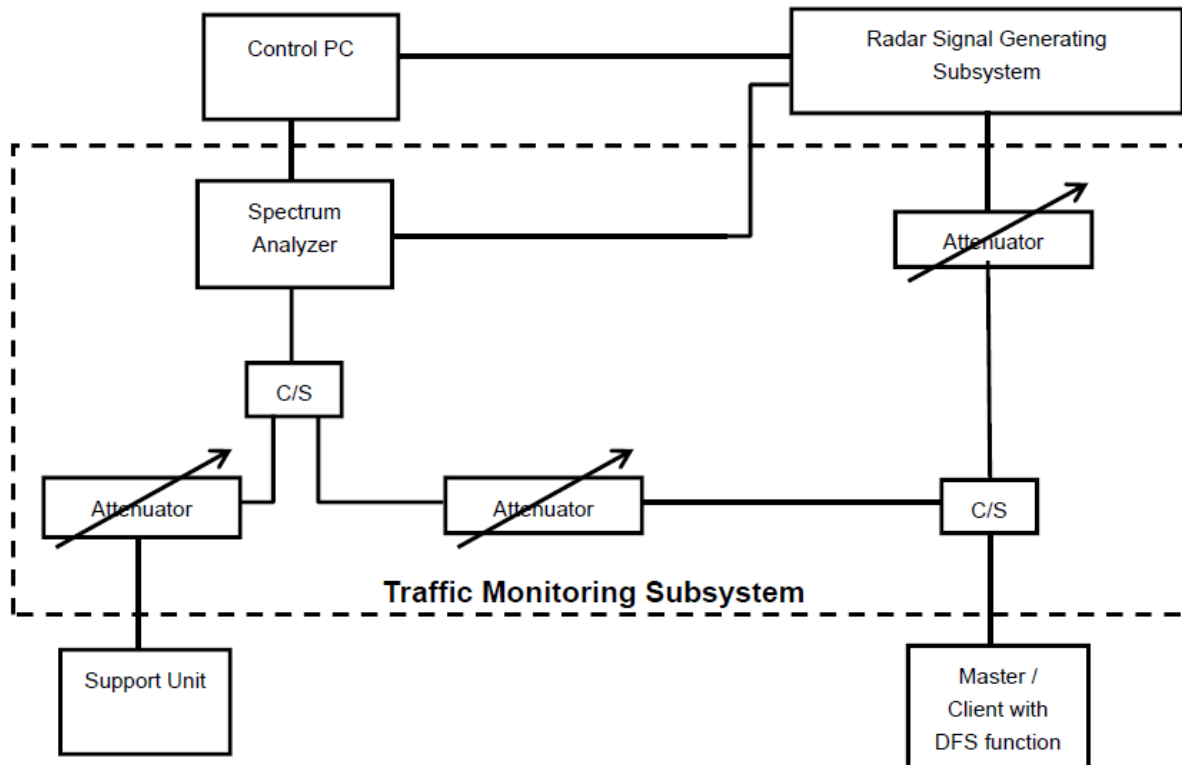 Control PC
Radar Signal Generating
Subsystem
Spectrum
Analyzer
Attenuator
C/S
Attenuator
Attenuator
C/S
Traffic Monitoring Subsystem
Support Unit
Master /
Client with
DFS function